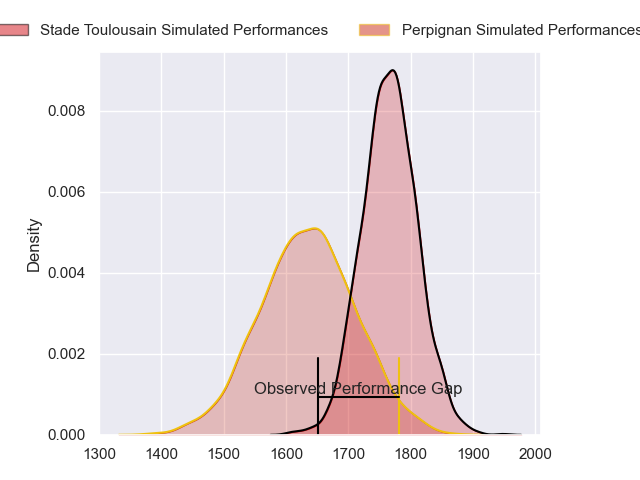 Stade Toulousain Simulated Performances Perpignan Simulated Performances
0.008
0.006
0.004
0.002
0.000
Density
Observed Performance Gap
1300 1400 1500 1600 1700 1800 1900 2000